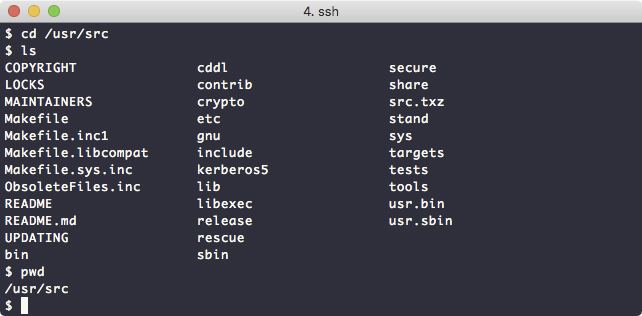 4. ssh
$ cd /usr/src
$ ls
COPYRIGHT cddl secure
LOCKS contrib share
MAINTAINERS crypto src.txz
Makefile etc stand
Makefile.inc1 gnu sys
Makefile.libcompat include targets
Makefile.sys.inc kerberos5 tests
ObsoleteFiles.inc lib tools
README libexec usr.bin
README.md release usr.sbin
UPDATING rescue
bin sbin
$ pwd
/usr/src
$